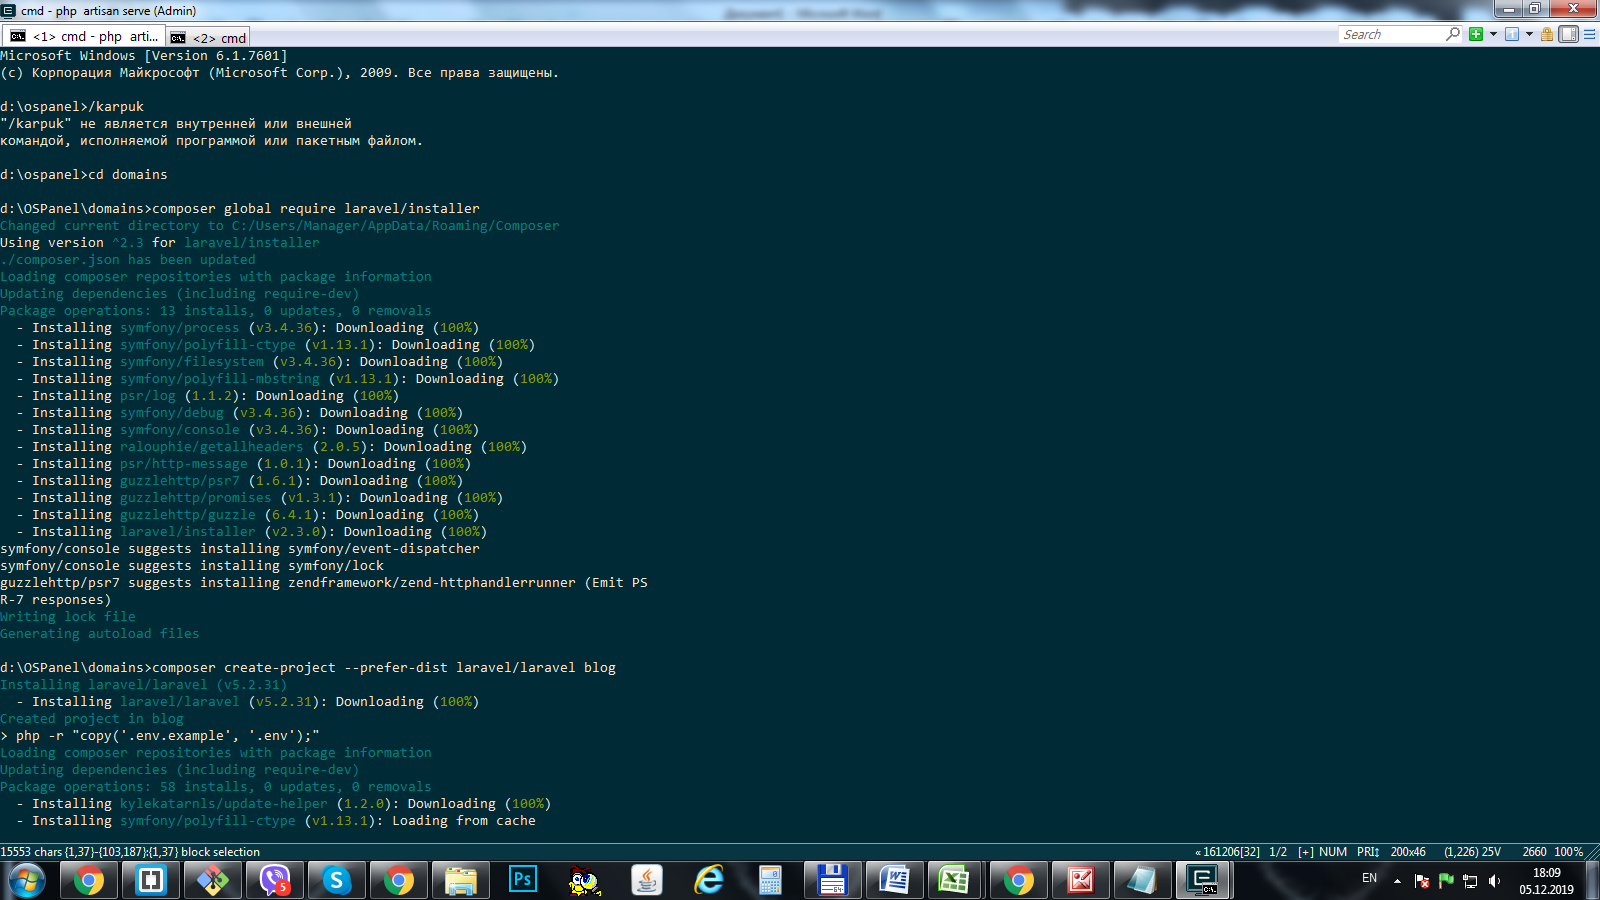 cmd - php  artisan serve (Admin)
<1> cmd - php  arti...
<2> cmd
Search
Microsoft Windows [Version 6.1.7601]
(c) Корпорация Майкрософт (Microsoft Corp.), 2009. Все права защищены.
d:\ospanel>/karpuk
"/karpuk" не является внутренней или внешней
командой, исполняемой программой или пакетным файлом.
d:\ospanel>cd domains
d:\OSPanel\domains>composer global require laravel/installer
Changed current directory to C:/Users/Manager/AppData/Roaming/Composer
Using version ^2.3 for laravel/installer
./composer.json has been updated
Loading composer repositories with package information
Updating dependencies (including require-dev)
Package operations: 13 installs, 0 updates, 0 removals
  - Installing symfony/process (v3.4.36): Downloading (100%)
  - Installing symfony/polyfill-ctype (v1.13.1): Downloading (100%)
  - Installing symfony/filesystem (v3.4.36): Downloading (100%)
  - Installing symfony/polyfill-mbstring (v1.13.1): Downloading (100%)
  - Installing psr/log (1.1.2): Downloading (100%)
  - Installing symfony/debug (v3.4.36): Downloading (100%)
  - Installing symfony/console (v3.4.36): Downloading (100%)
  - Installing ralouphie/getallheaders (2.0.5): Downloading (100%)
  - Installing psr/http-message (1.0.1): Downloading (100%)
  - Installing guzzlehttp/psr7 (1.6.1): Downloading (100%)
  - Installing guzzlehttp/promises (v1.3.1): Downloading (100%)
  - Installing guzzlehttp/guzzle (6.4.1): Downloading (100%)
  - Installing laravel/installer (v2.3.0): Downloading (100%)
symfony/console suggests installing symfony/event-dispatcher
symfony/console suggests installing symfony/lock
guzzlehttp/psr7 suggests installing zendframework/zend-httphandlerrunner (Emit PS
R-7 responses)
Writing lock file
Generating autoload files
d:\OSPanel\domains>composer create-project --prefer-dist laravel/laravel blog
Installing laravel/laravel (v5.2.31)
  - Installing laravel/laravel (v5.2.31): Downloading (100%)
Created project in blog
> php -r "copy('.env.example', '.env');"
Loading composer repositories with package information
Updating dependencies (including require-dev)
Package operations: 58 installs, 0 updates, 0 removals
  - Installing kylekatarnls/update-helper (1.2.0): Downloading (100%)
  - Installing symfony/polyfill-ctype (v1.13.1): Loading from cache
15553 chars {1,37}-{103,187}:{1,37} block selection
« 161206[32] 1/2 [+] NUM PRI↕ 200x46 (1,226) 25V 2660 100%
5
Ps
EN
18:09
05.12.2019